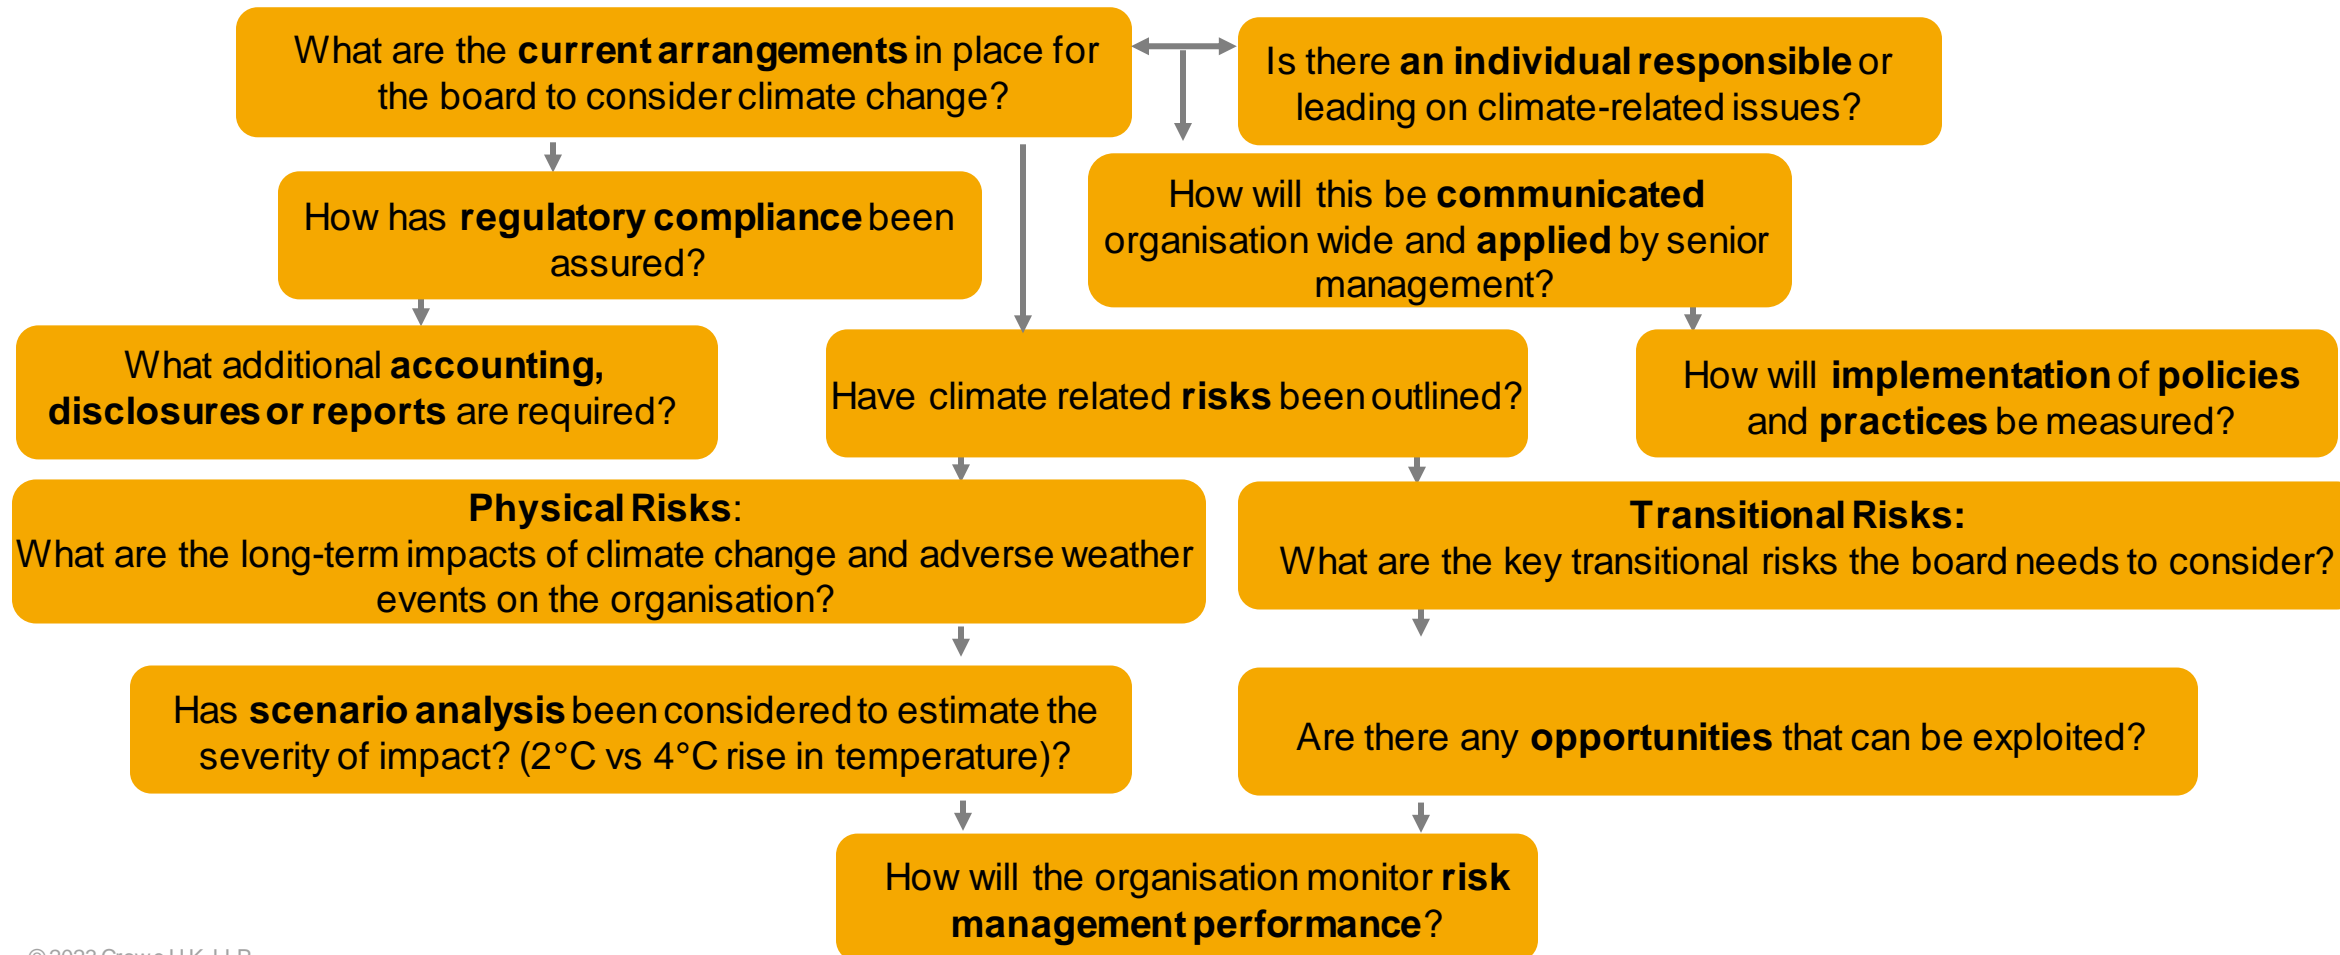 What are the current arrangements in place for
the board to consider climate change?
Is there an individual responsible or
leading on climate-related issues?
How has regulatory compliance been
assured?
How will this be communicated
organisation wide and applied by senior
management?
What additional accounting,
disclosures or reports are required?
Have climate related risks been outlined?
How will implementation of policies
and practices be measured?
Physical Risks:
What are the long-term impacts of climate change and adverse weather
events on the organisation?
Transitional Risks:
What are the key transitional risks the board needs to consider?
Has scenario analysis been considered to estimate the
severity of impact? (2°C vs 4°C rise in temperature)?
Are there any opportunities that can be exploited?
How will the organisation monitor risk
management performance?